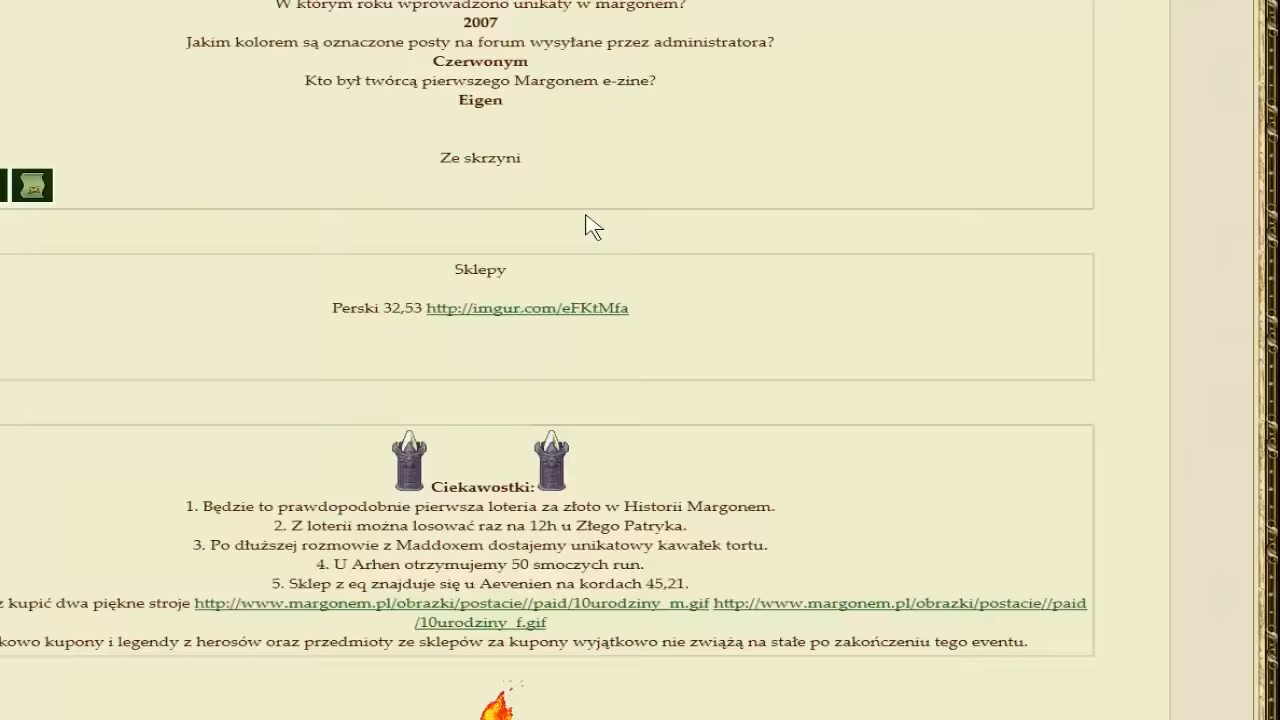 W którym roku wprowadzono unikaty w margonem?
2007
Jakim kolorem są oznaczone posty na forum wysyłane przez administratora?
Czerwonym
Kto był twórcą pierwszego Margonem e-zine?
Eigen
Ze skrzyni
Sklepy
Perski 32,53 http://imgur.com/eFKtMfa
Ciekawostki:
1. Będzie to prawdopodobnie pierwsza loteria za złoto w Historii Margonem.
2. Z loterii można losować raz na 12h u Złego Patryka.
3. Po dłuższej rozmowie z Maddoxem dostajemy unikatowy kawałek tortu.
4. U Arhen otrzymujemy 50 smoczych run.
5. Sklep z eq znajduje się u Aevenien na kordach 45,21.
z kupić dwa piękne stroje http://www.margonem.pl/obrazki/postacie//paid/10urodziny_m.gif http://www.margonem.pl/obrazki/postacie//paid
/10urodziny_f.gif
kowo kupony i legendy z herosów oraz przedmioty ze sklepów za kupony wyjątkowo nie zwiążą na stałe po zakończeniu tego eventu.